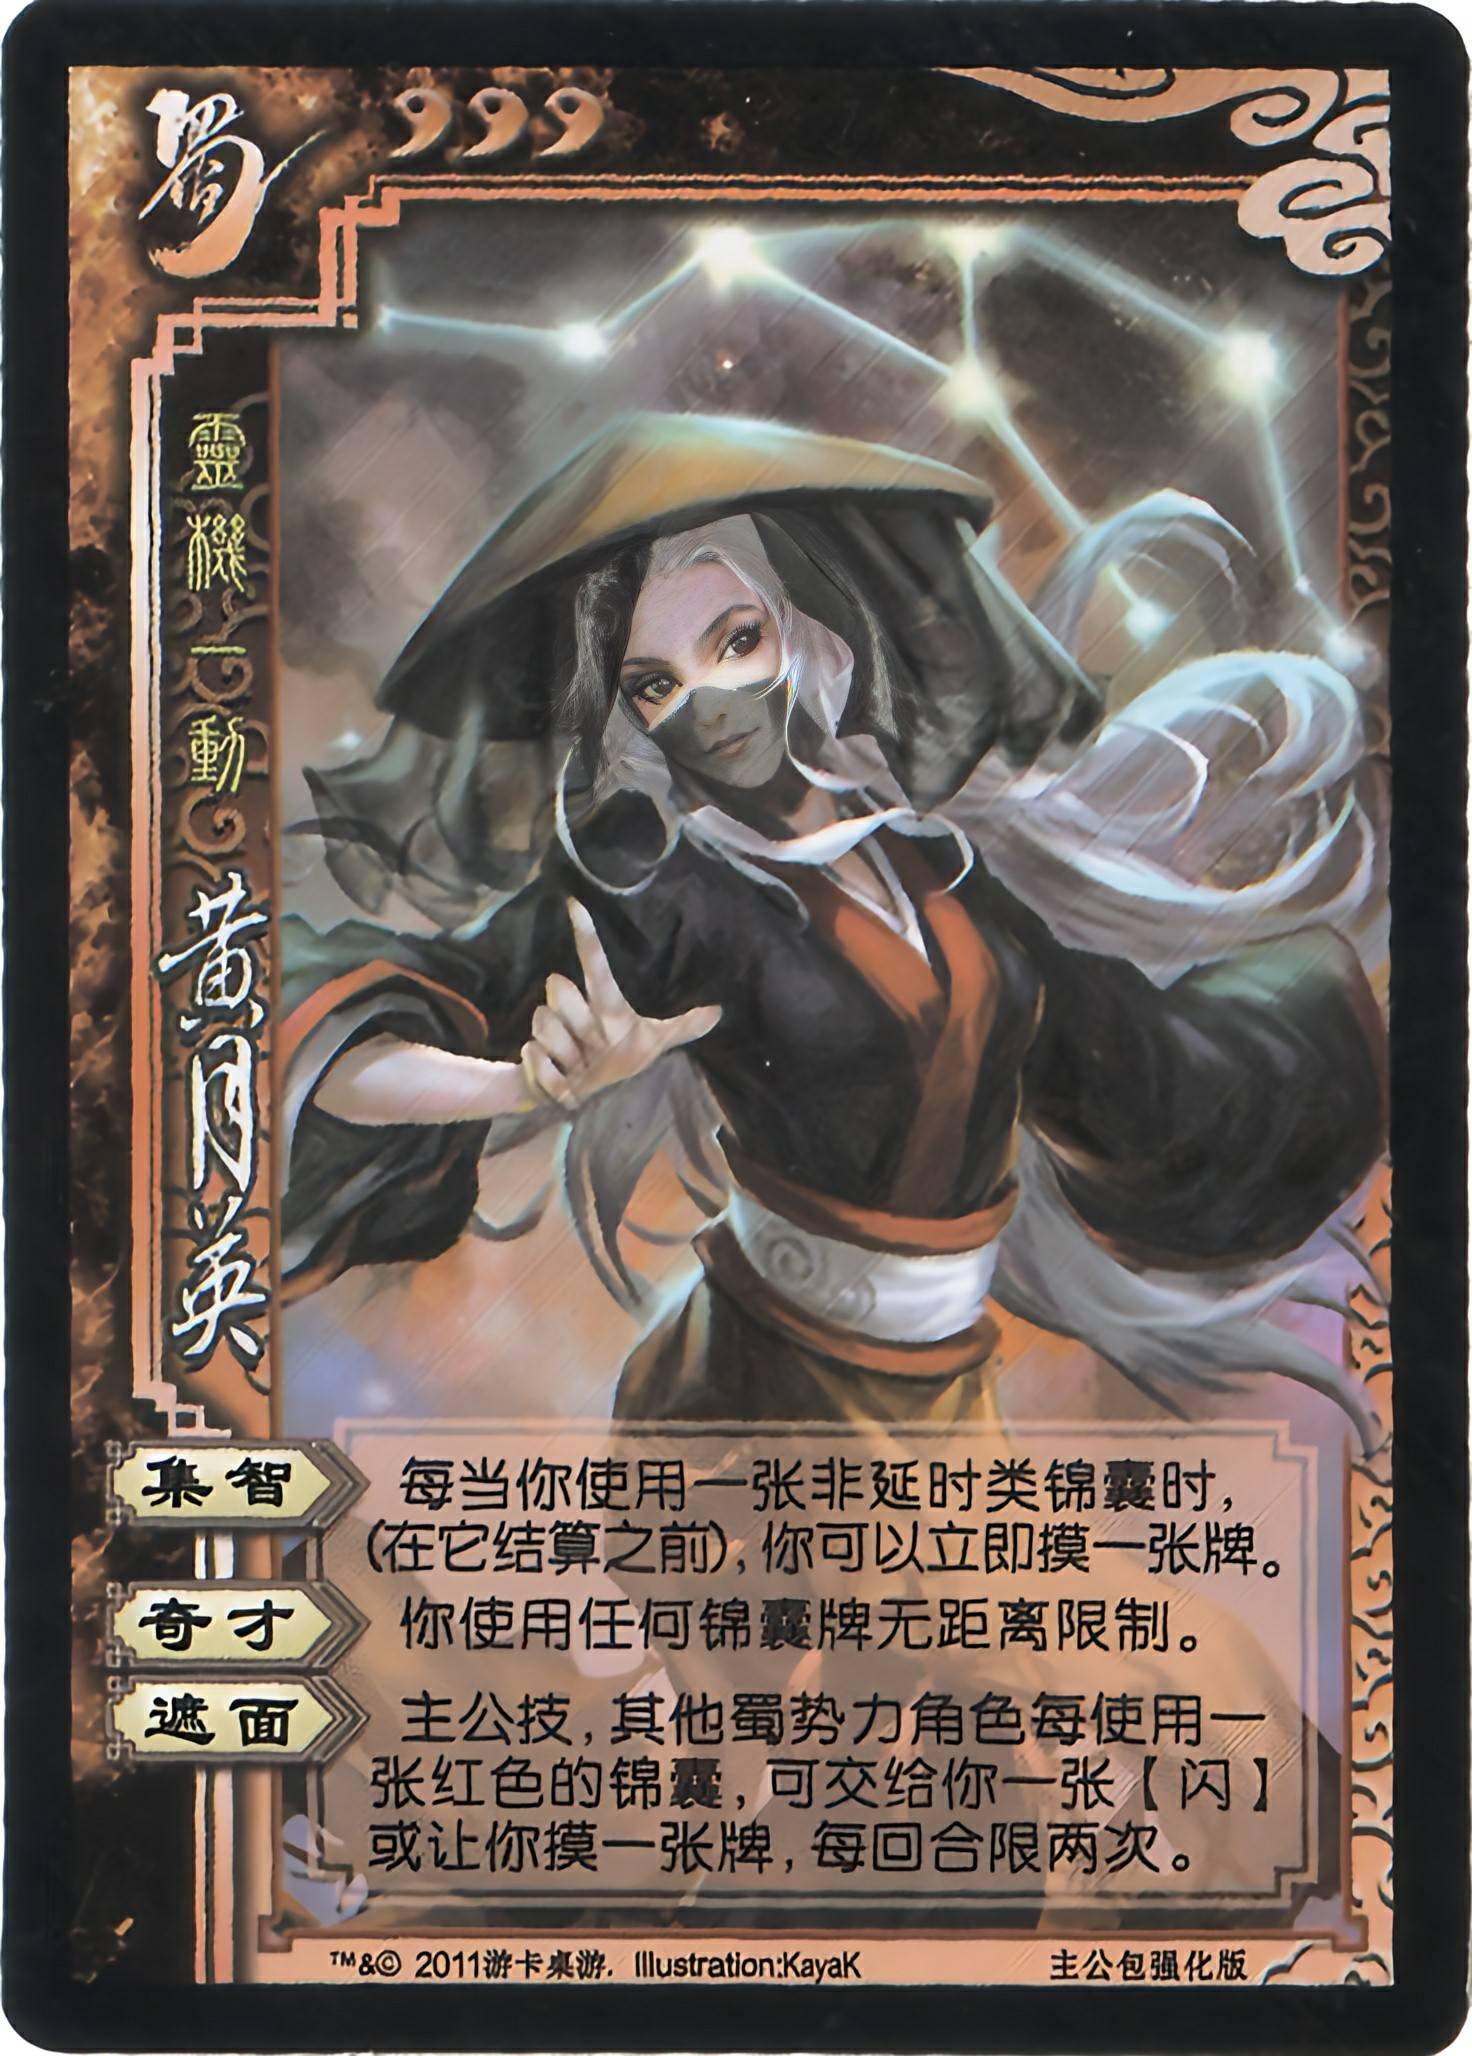 蜀
靈機一動
黄月英
集智
每当你使用一张非延时类锦囊时,
(在它结算之前),你可以立即摸一张牌。
奇才
你使用任何锦囊牌无距离限制。
遮面
主公技,其他蜀势力角色每使用一
张红色的锦囊,可交给你一张【闪】
或让你摸一张牌,每回合限两次。
™&© 2011游卡桌游. Illustration:KayaK
主公包强化版